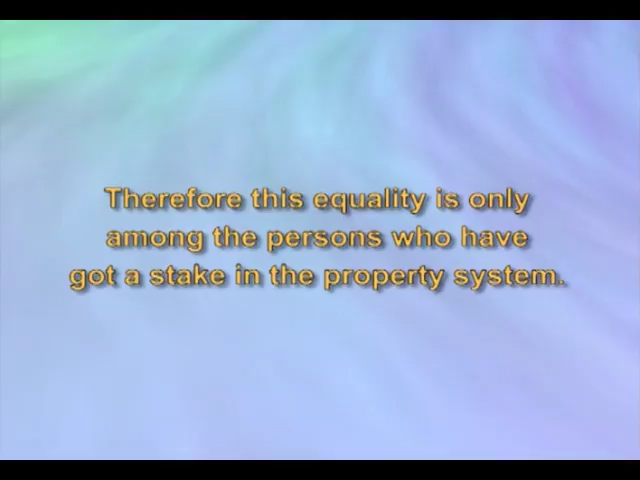 Therefore this equality is only
among the persons who have
got a stake in the property system.